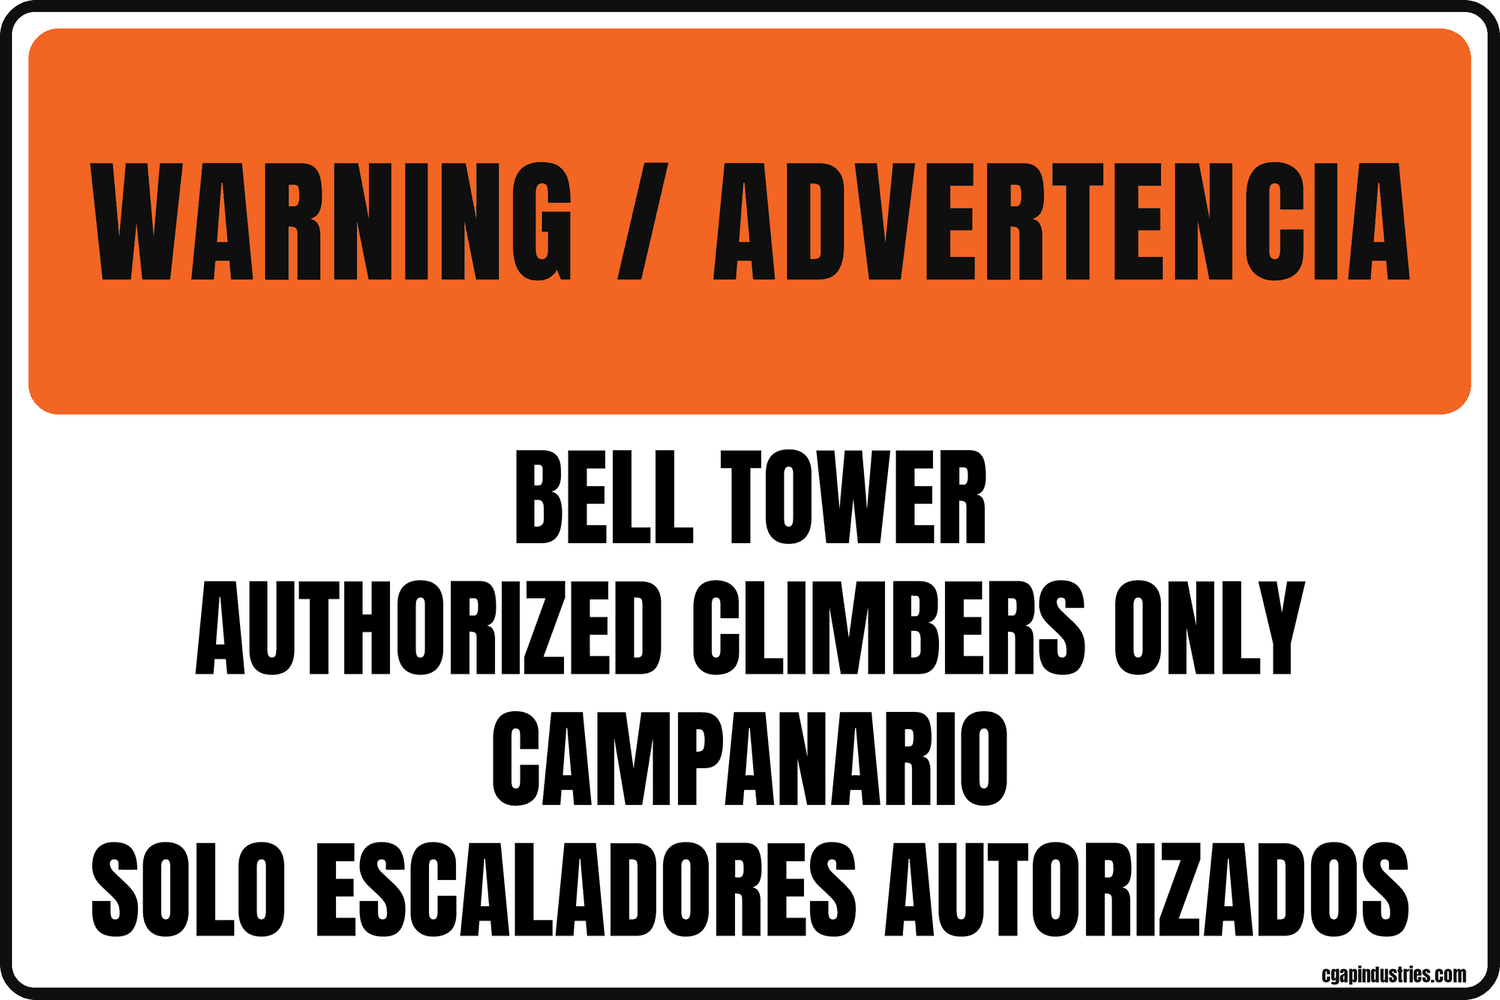 WARNING / ADVERTENCIA
BELL TOWER
AUTHORIZED CLIMBERS ONLY
CAMPANARIO
SOLO ESCALADORES AUTORIZADOS
cgapindustries.com